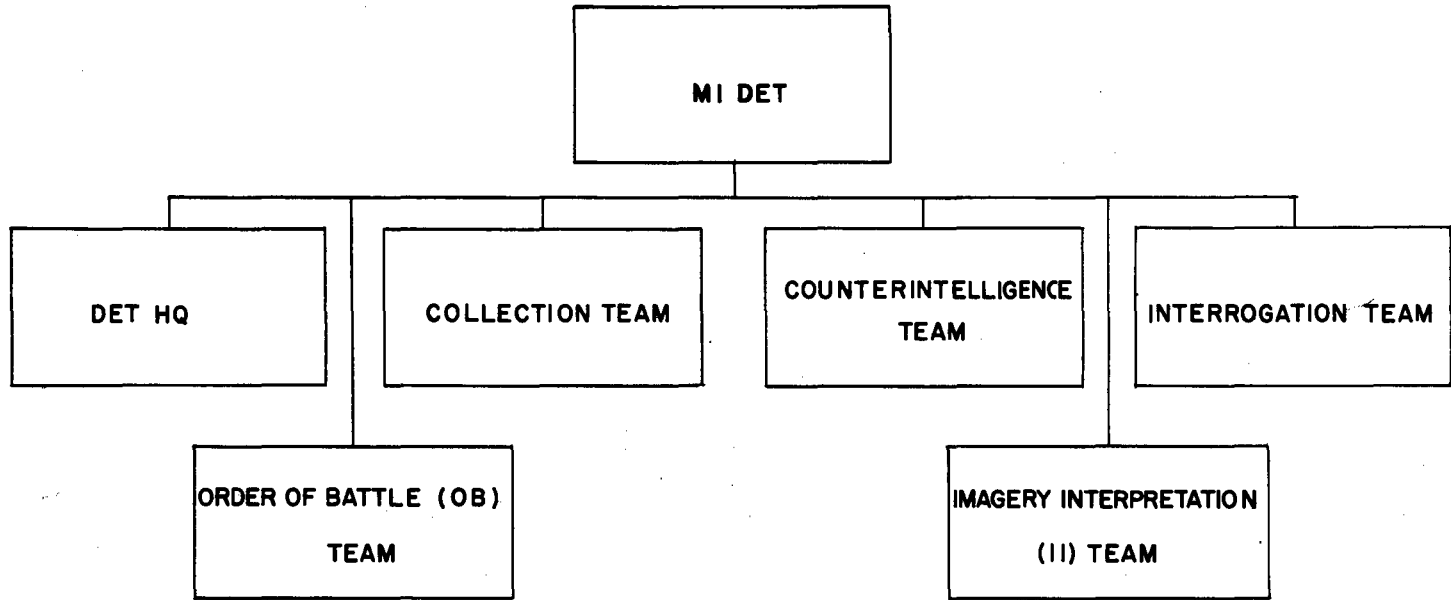 MI DET
DET HQ
COLLECTION TEAM
COUNTERINTELLIGENCE
TEAM
INTERROGATION TEAM
ORDER OF BATTLE (OB)
TEAM
IMAGERY INTERPRETATION
(II) TEAM